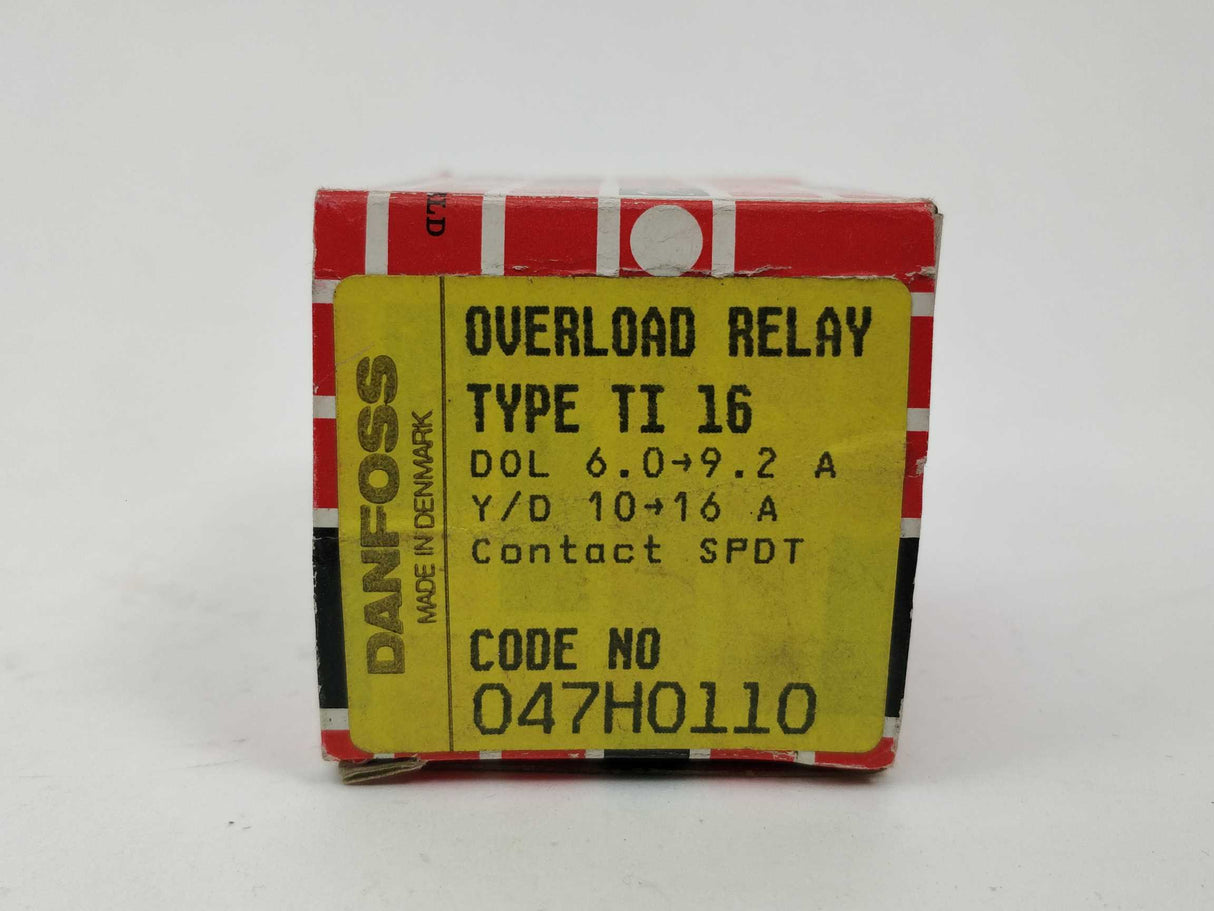 OVERLOAD RELAY
TYPE TI 16
DOL 6.0→9.2 A
Y/D 10→16 A
Contact SPDT
CODE NO
047H0110
DANFOSS
MADE IN DENMARK